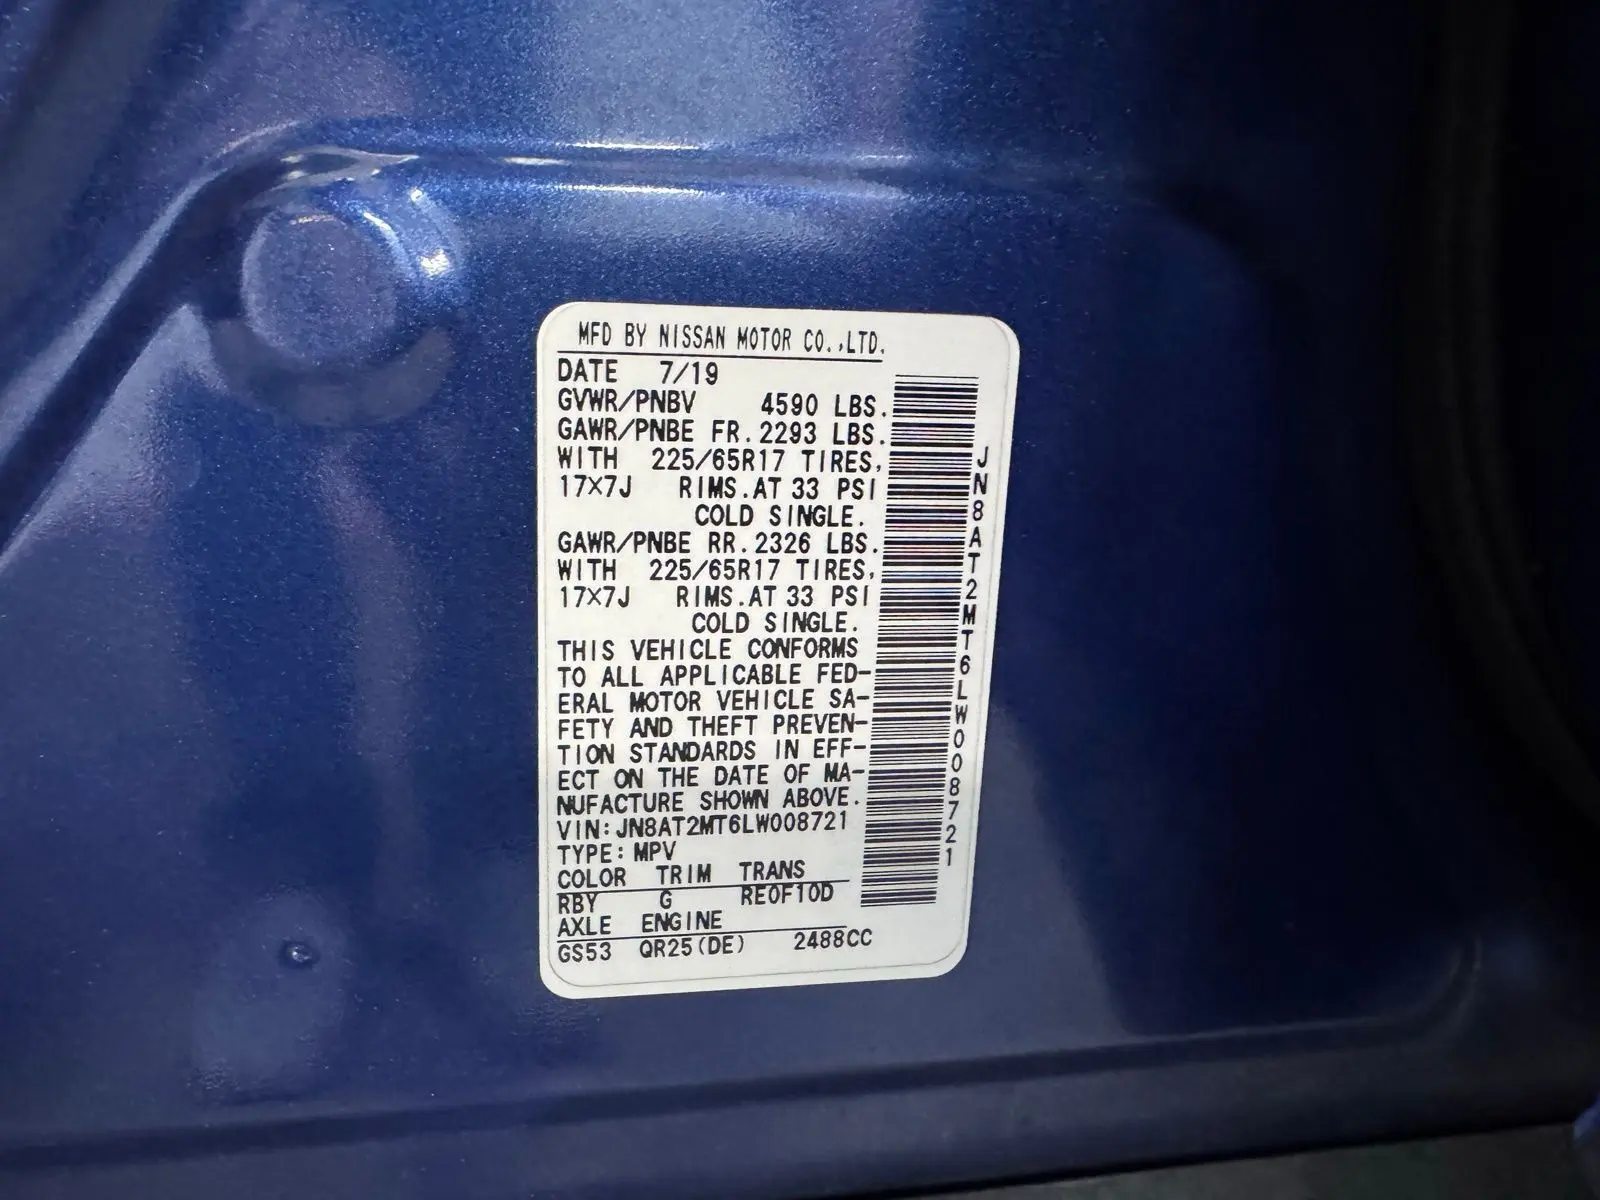 MFD BY NISSAN MOTOR CO.,LTD.
DATE 7/19
GVWR/PNBV 4590 LBS.
GAWR/PNBE FR.2293 LBS.
WITH 225/65R17 TIRES,
17×7J RIMS.AT 33 PSI
COLD SINGLE.
GAWR/PNBE RR.2326 LBS.
WITH 225/65R17 TIRES,
17×7J RIMS.AT 33 PSI
COLD SINGLE.
THIS VEHICLE CONFORMS
TO ALL APPLICABLE FED-
ERAL MOTOR VEHICLE SA-
FETY AND THEFT PREVEN-
TION STANDARDS IN EFF-
ECT ON THE DATE OF MA-
NUFACTURE SHOWN ABOVE.
VIN:JN8AT2MT6LW008721
TYPE:MPV
COLOR TRIM TRANS
RBY G RE0F10D
AXLE ENGINE
GS53 QR25(DE) 2488CC
JN8AT2MT6LW008721